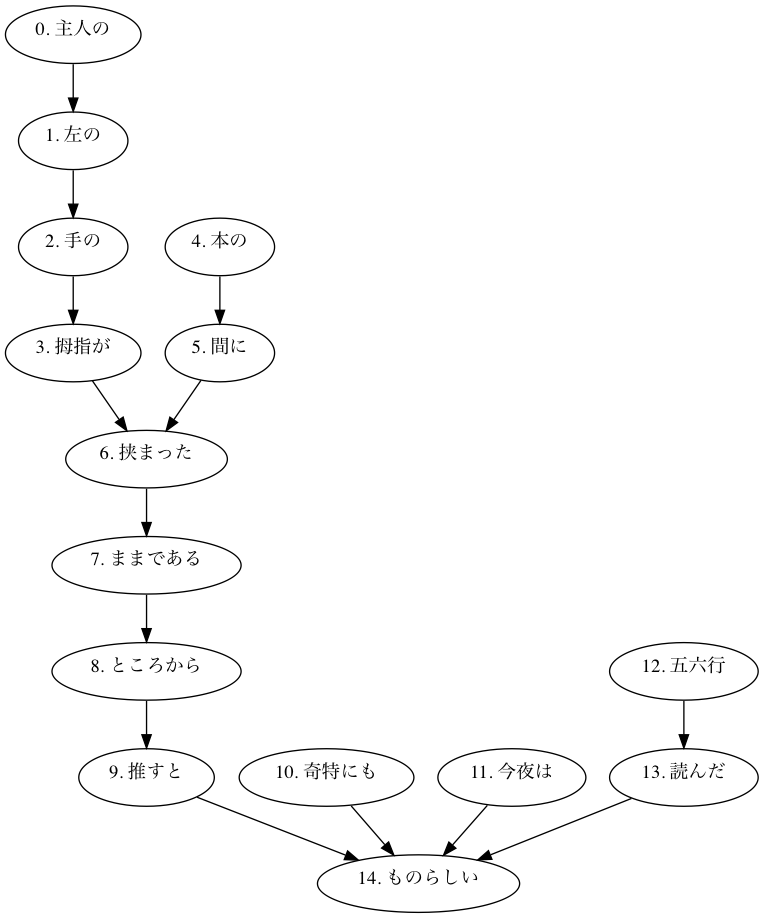 0. 主人の
1. 左の
2. 手の
4. 本の
3. 拇指が
5. 間に
6. 挟まった
7. ままである
8. ところから
12. 五六行
9. 推すと
10. 奇特にも
11. 今夜は
13. 読んだ
14. ものらしい